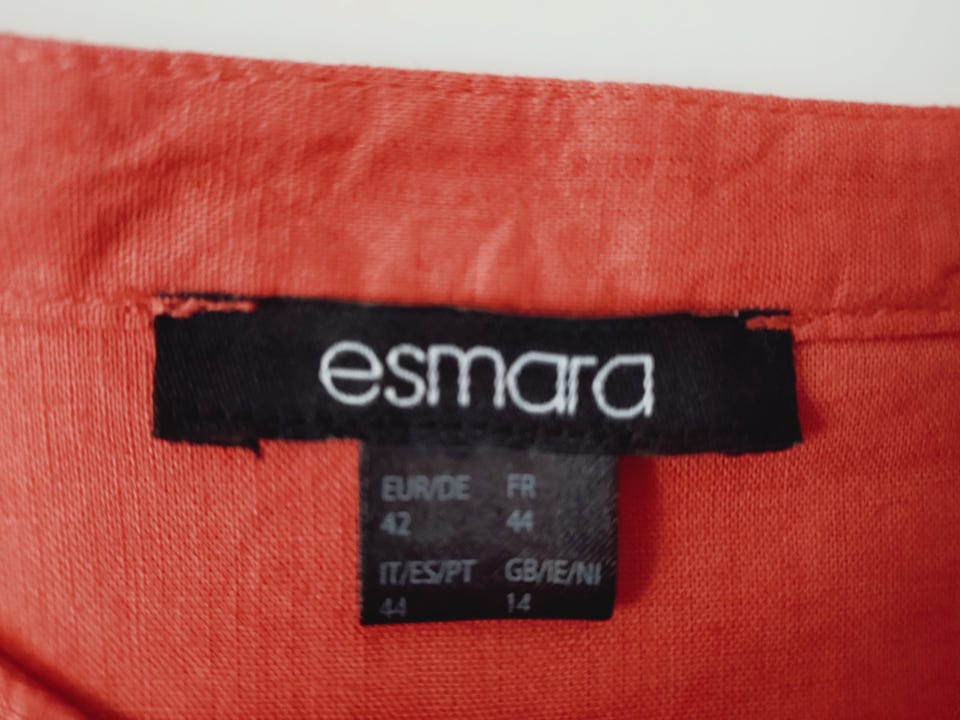 esmara
EUR/DE FR
42 44
IT/ES/PT GB/IE/NI
44 14